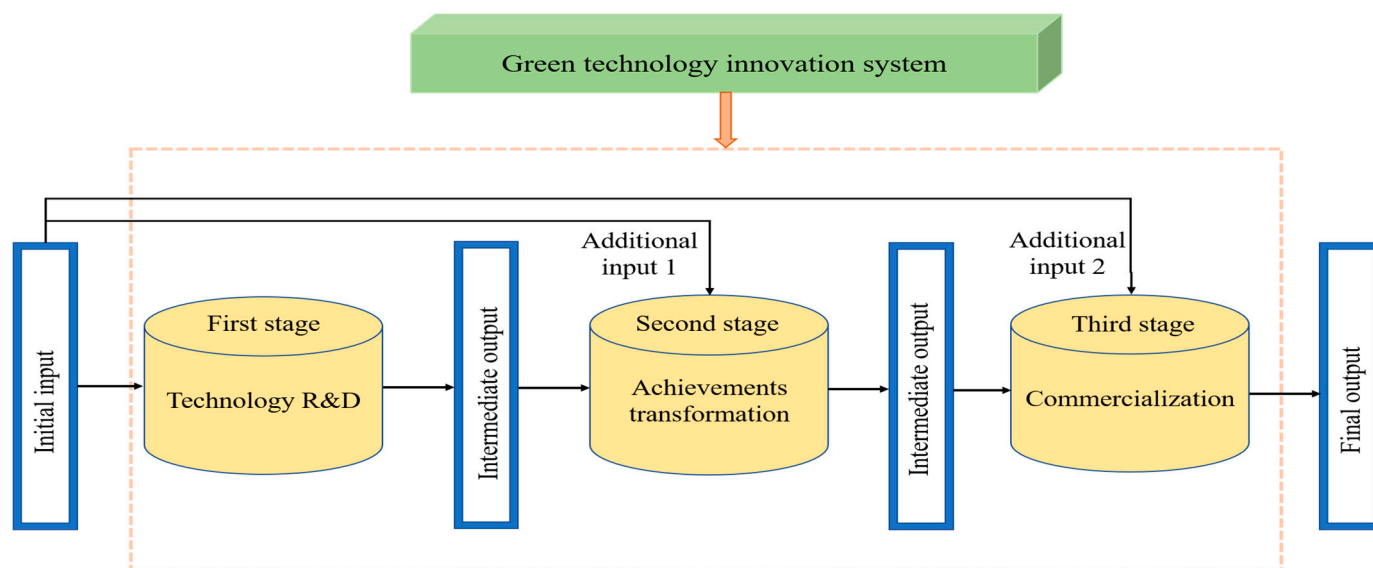 Green technology innovation system
Additional
input 1
Additional
input 2
Initial input
First stage
Technology R&D
Intermediate output
Second stage
Achievements
transformation
Intermediate output
Third stage
Commercialization
Final output